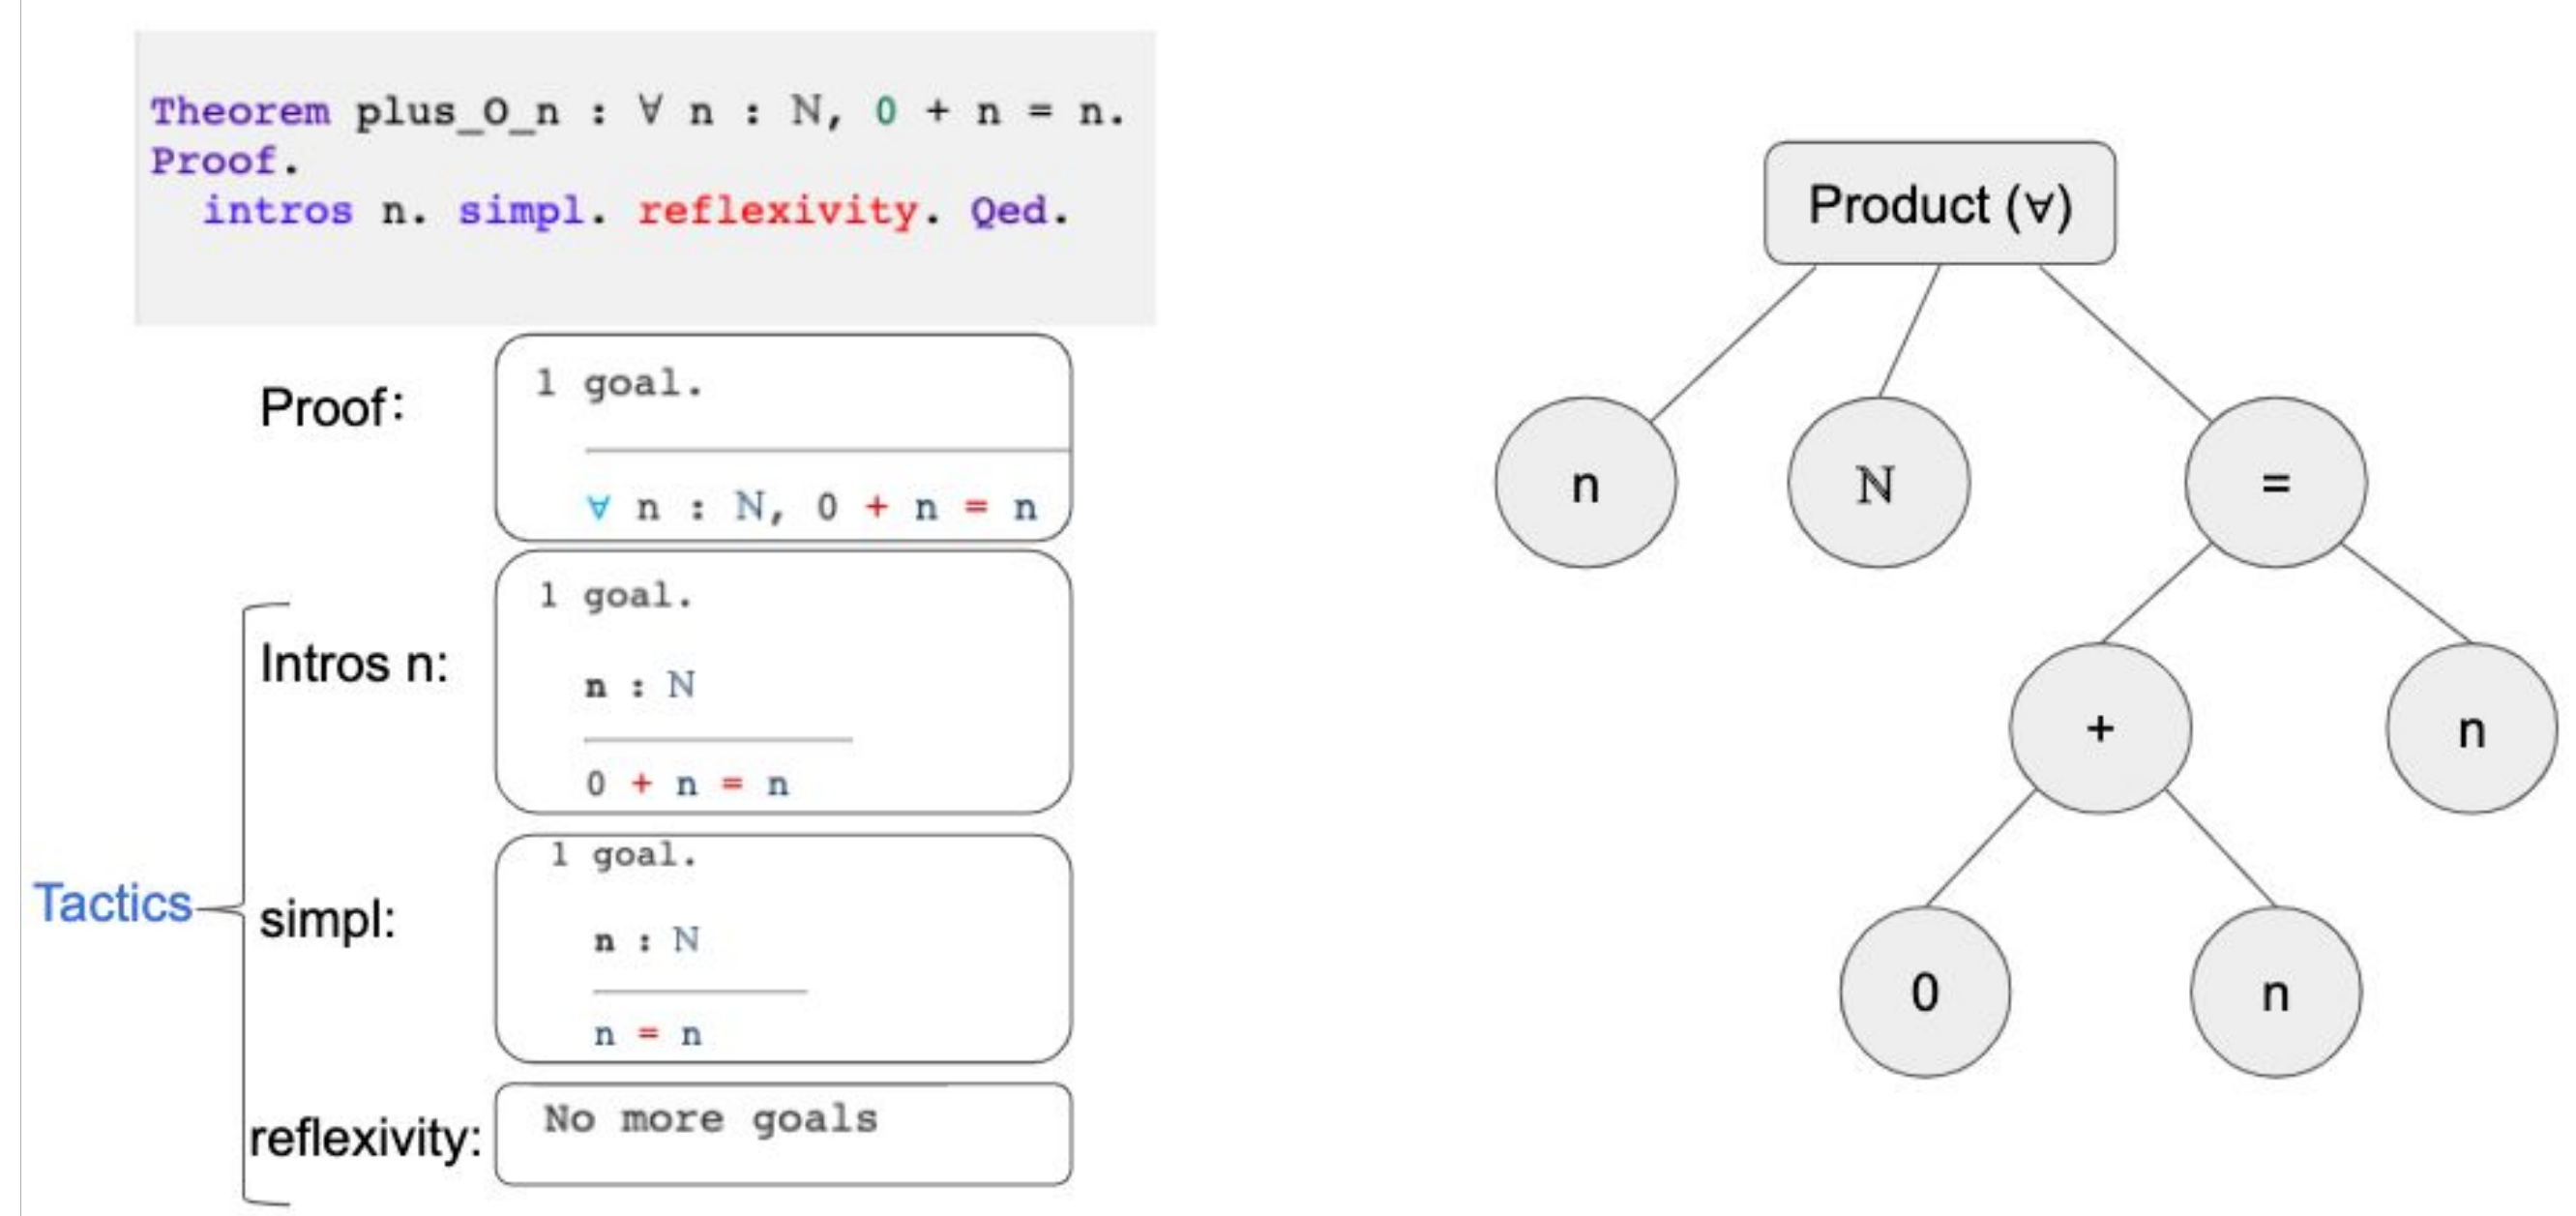 Theorem plus_O_n : ∀ n : ℕ, 0 + n = n.
Proof.
intros n. simpl. reflexivity. Qed.
Proof:
1 goal.
∀ n : ℕ, 0 + n = n
Tactics
Intros n:
1 goal.
n : ℕ
0 + n = n
simpl:
1 goal.
n : ℕ
n = n
reflexivity:
No more goals
Product (∀)
n
ℕ
=
+
n
0
n